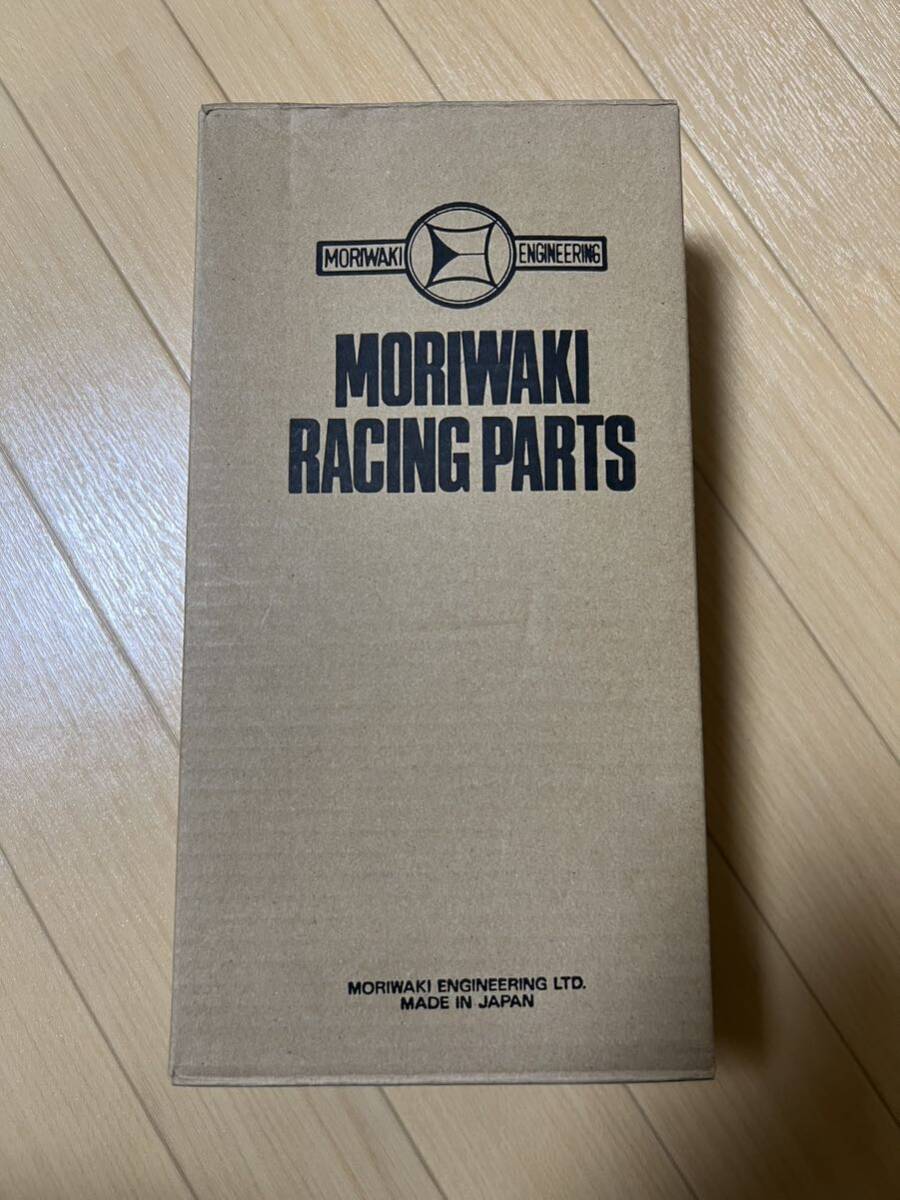 MORIWAKI ENGINEERING
MORIWAKI
RACING PARTS
MORIWAKI ENGINEERING LTD.
MADE IN JAPAN